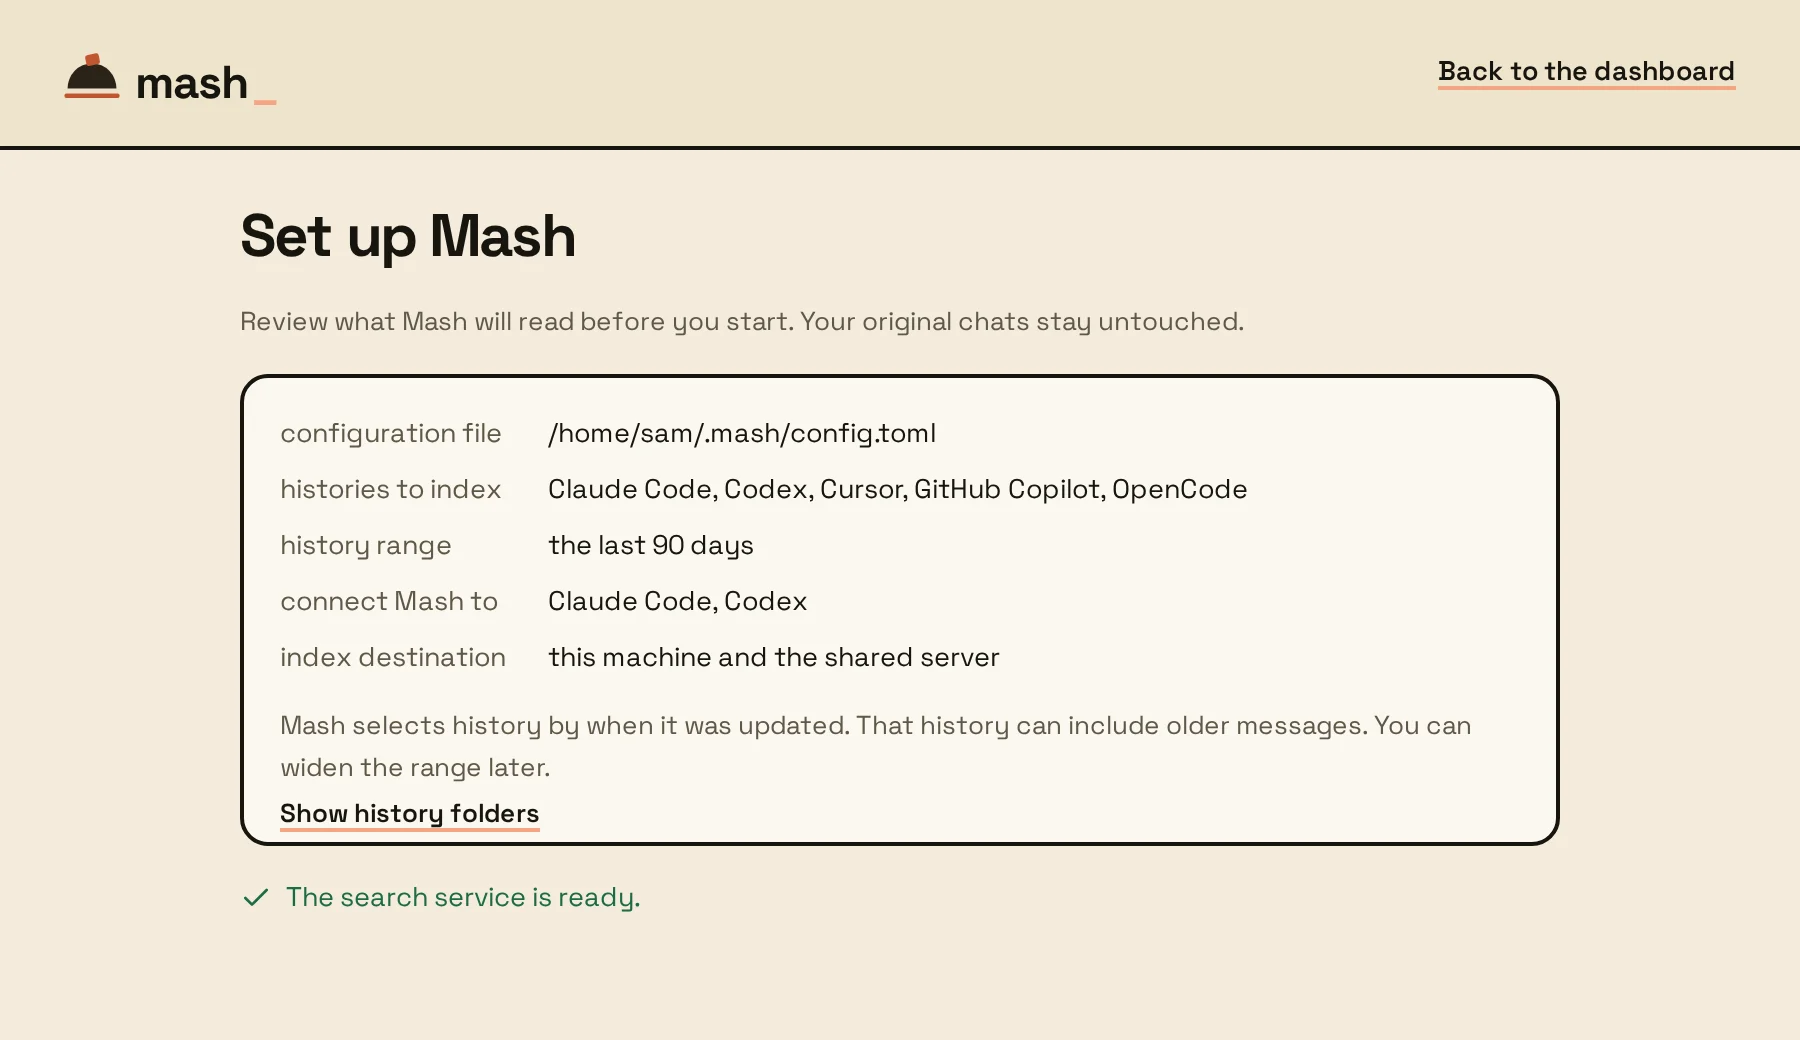 mash_
Back to the dashboard
Set up Mash
Review what Mash will read before you start. Your original chats stay untouched.
configuration file /home/sam/.mash/config.toml
histories to index Claude Code, Codex, Cursor, GitHub Copilot, OpenCode
history range the last 90 days
connect Mash to Claude Code, Codex
index destination this machine and the shared server
Mash selects history by when it was updated. That history can include older messages. You can
widen the range later.
Show history folders
The search service is ready.